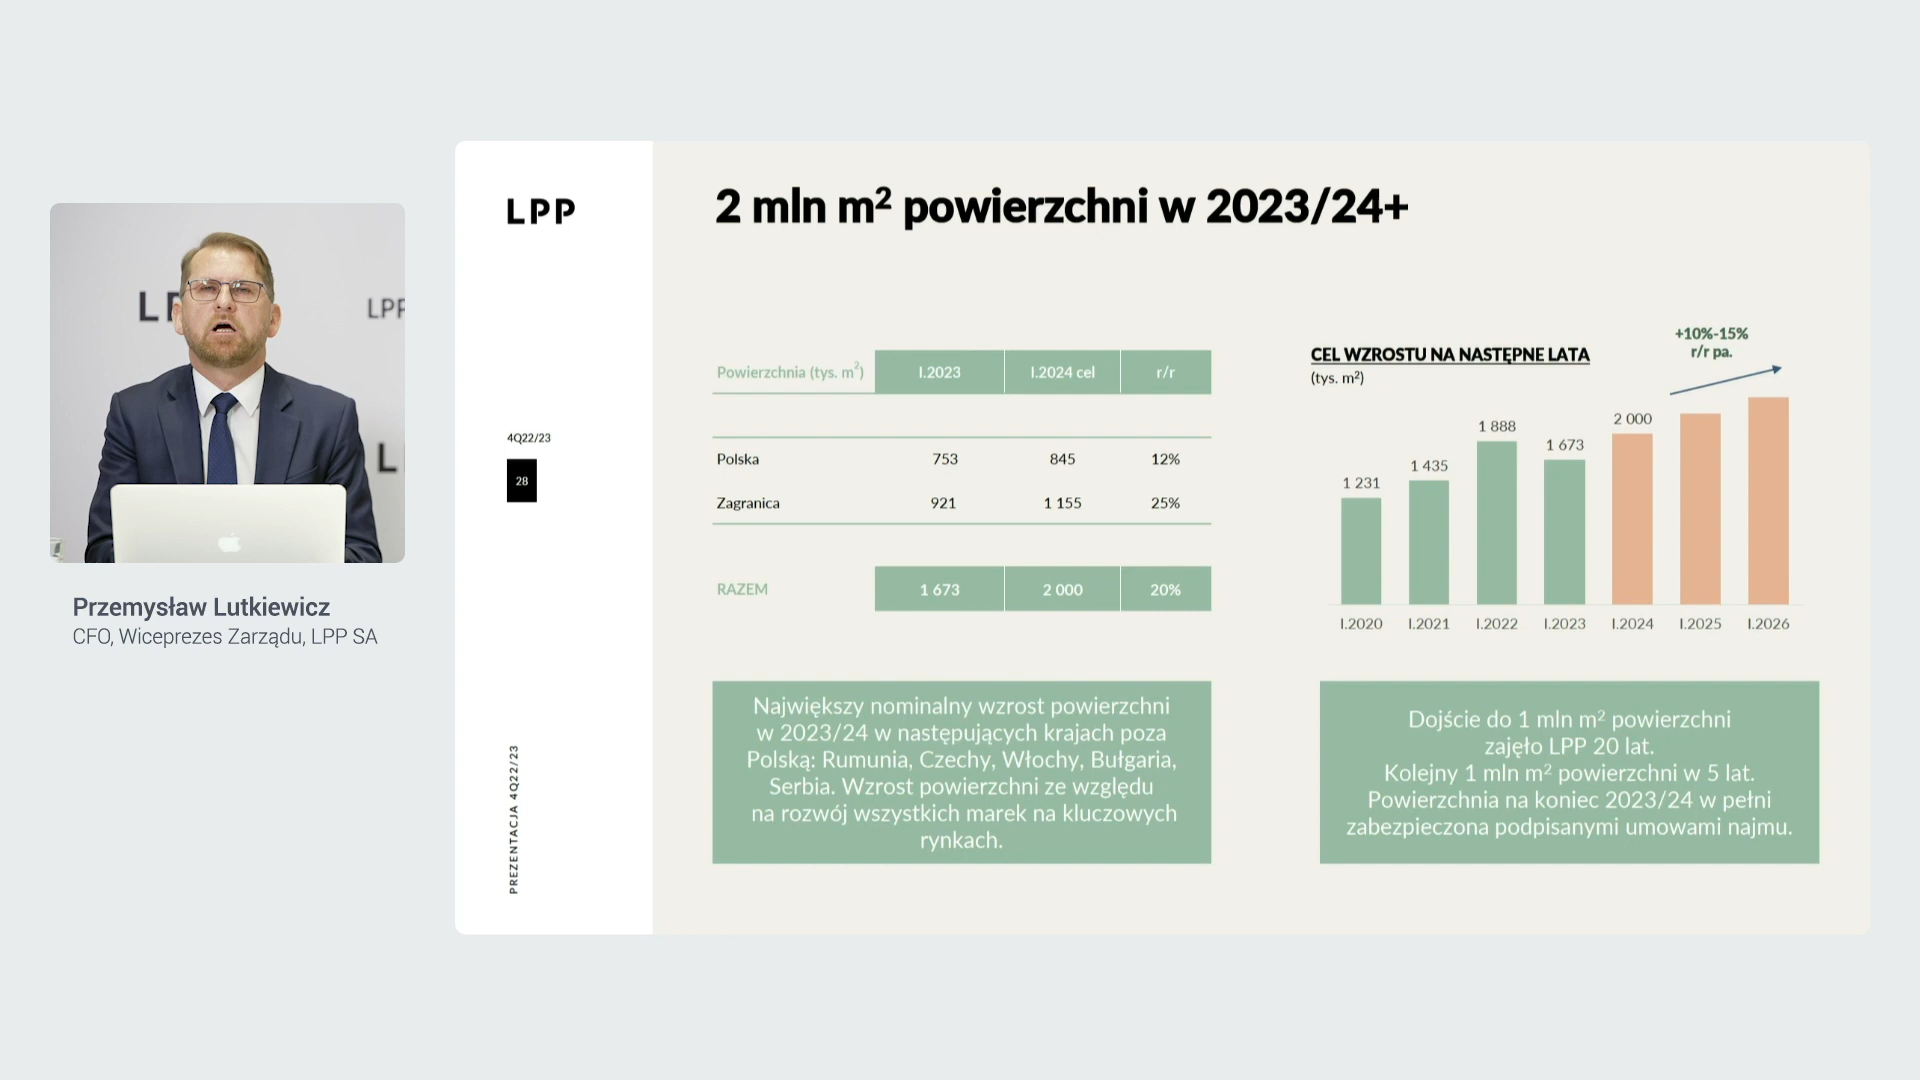 LPP
LPP
L
Przemysław Lutkiewicz
CFO, Wiceprezes Zarządu, LPP SA
LPP
4Q22/23
28
PREZENTACJA 4Q22/23
2 mln m² powierzchni w 2023/24+
Powierzchnia (tys. m²) I.2023 I.2024 cel r/r
Polska 753 845 12%
Zagranica 921 1 155 25%
RAZEM 1 673 2 000 20%
Największy nominalny wzrost powierzchni
w 2023/24 w następujących krajach poza
Polską: Rumunia, Czechy, Włochy, Bułgaria,
Serbia. Wzrost powierzchni ze względu
na rozwój wszystkich marek na kluczowych
rynkach.
CEL WZROSTU NA NASTĘPNE LATA
(tys. m²)
+10%-15%
r/r pa.
1 231 1 435 1 888 1 673 2 000
I.2020 I.2021 I.2022 I.2023 I.2024 I.2025 I.2026
Dojście do 1 mln m² powierzchni
zajęło LPP 20 lat.
Kolejny 1 mln m² powierzchni w 5 lat.
Powierzchnia na koniec 2023/24 w pełni
zabezpieczona podpisanymi umowami najmu.